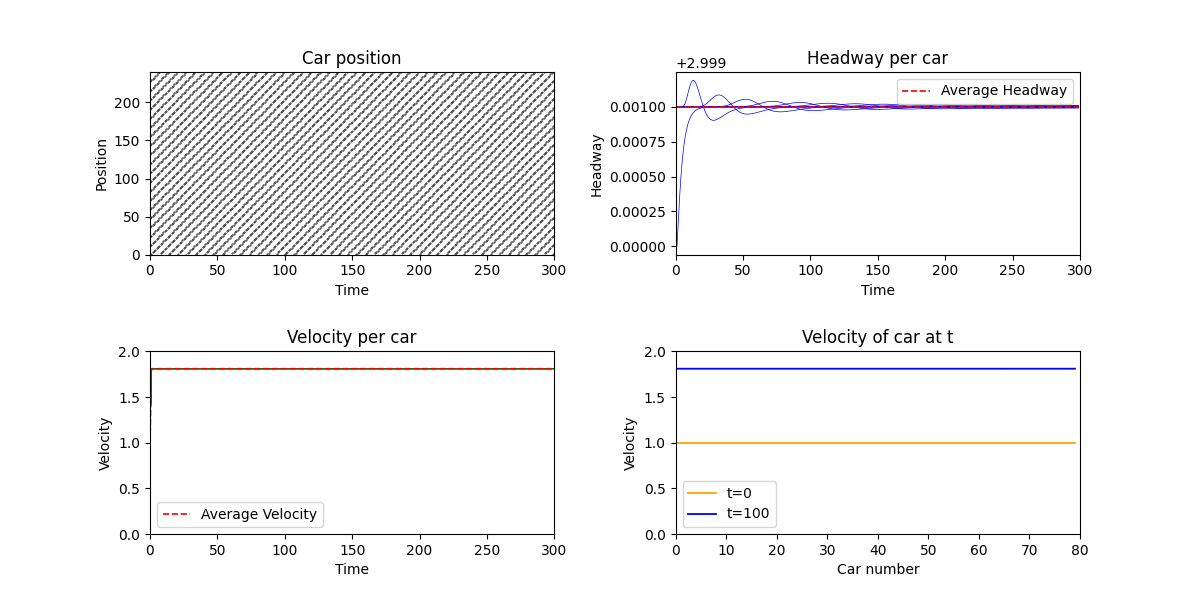 Car position
Position
200
150
100
50
0
0 50 100 150 200 250 300
Time
Headway per car
+2.999
Headway
0.00100
0.00075
0.00050
0.00025
0.00000
Average Headway
0 50 100 150 200 250 300
Time
Velocity per car
Velocity
2.0
1.5
1.0
0.5
0.0
Average Velocity
0 50 100 150 200 250 300
Time
Velocity of car at t
Velocity
2.0
1.5
1.0
0.5
0.0
t=0
t=100
0 10 20 30 40 50 60 70 80
Car number